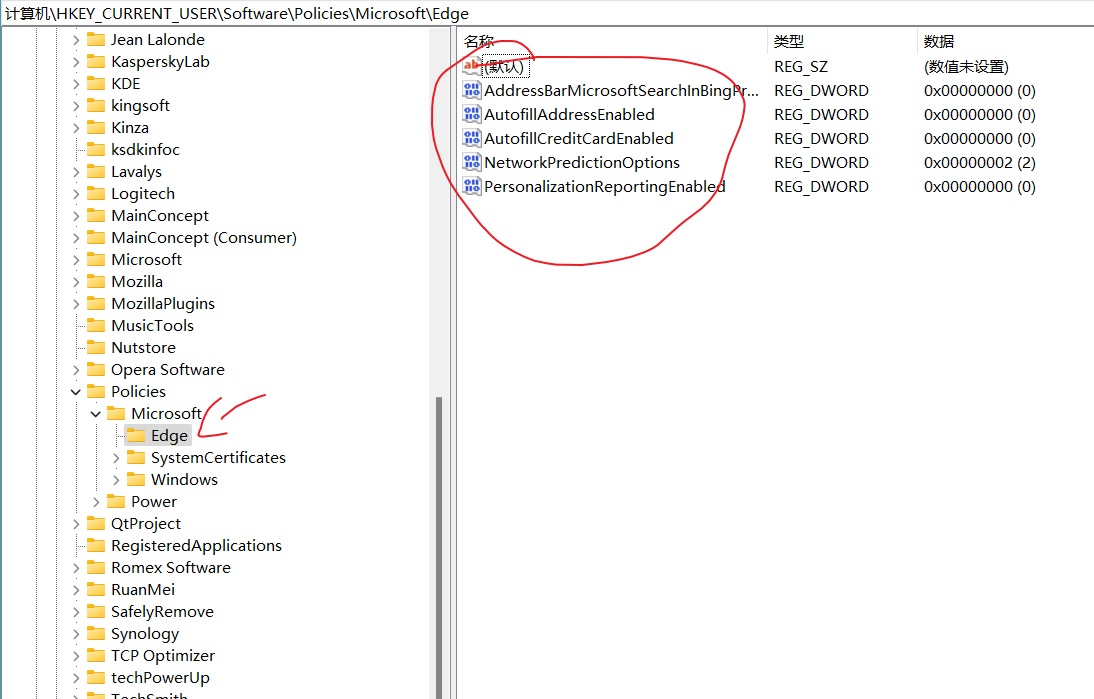 计算机\HKEY_CURRENT_USER\Software\Policies\Microsoft\Edge
Jean Lalonde
KasperskyLab
KDE
kingsoft
Kinza
ksdkinfoc
Lavalys
Logitech
MainConcept
MainConcept (Consumer)
Microsoft
Mozilla
MozillaPlugins
MusicTools
Nutstore
Opera Software
Policies
Microsoft
Edge
SystemCertificates
Windows
Power
QtProject
RegisteredApplications
Romex Software
RuanMei
SafelyRemove
Synology
TCP Optimizer
techPowerUp
TechSmith
名称 类型 数据
ab (默认) REG_SZ (数值未设置)
AddressBarMicrosoftSearchInBingPr... REG_DWORD 0x00000000 (0)
AutofillAddressEnabled REG_DWORD 0x00000000 (0)
AutofillCreditCardEnabled REG_DWORD 0x00000000 (0)
NetworkPredictionOptions REG_DWORD 0x00000002 (2)
PersonalizationReportingEnabled REG_DWORD 0x00000000 (0)